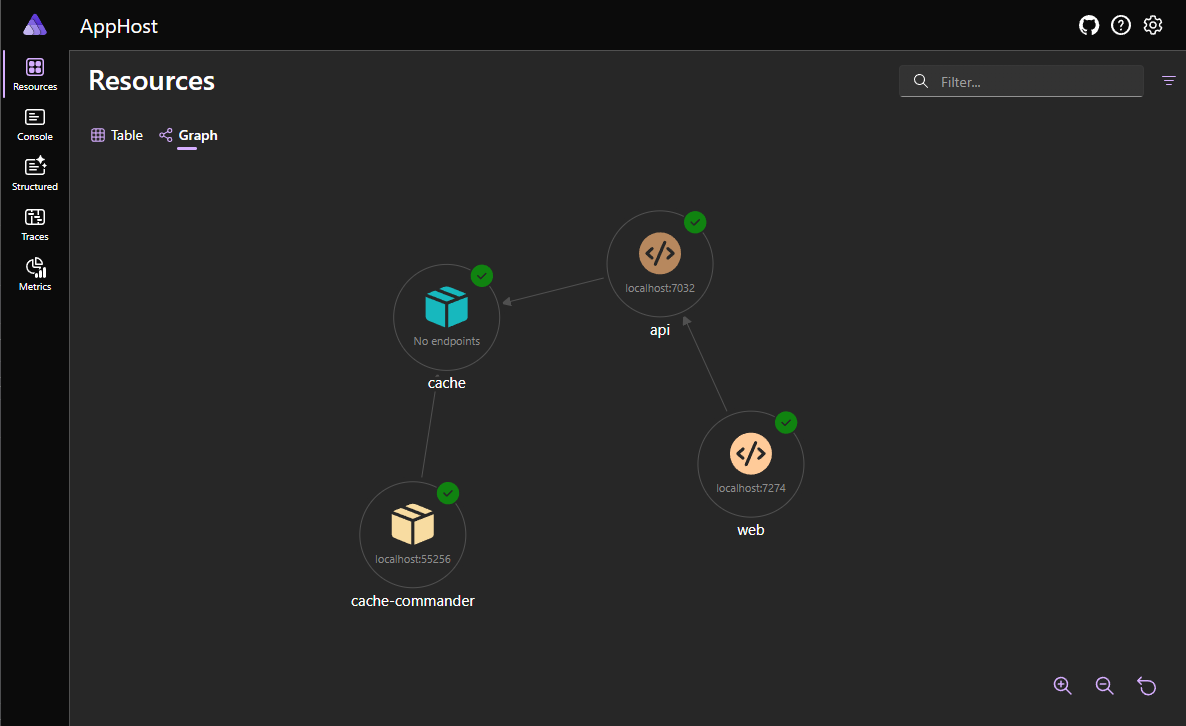 AppHost
Resources
Console
Structured
Traces
Metrics
Resources
Filter...
Table
Graph
localhost:7032
api
No endpoints
cache
localhost:7274
web
localhost:55256
cache-commander